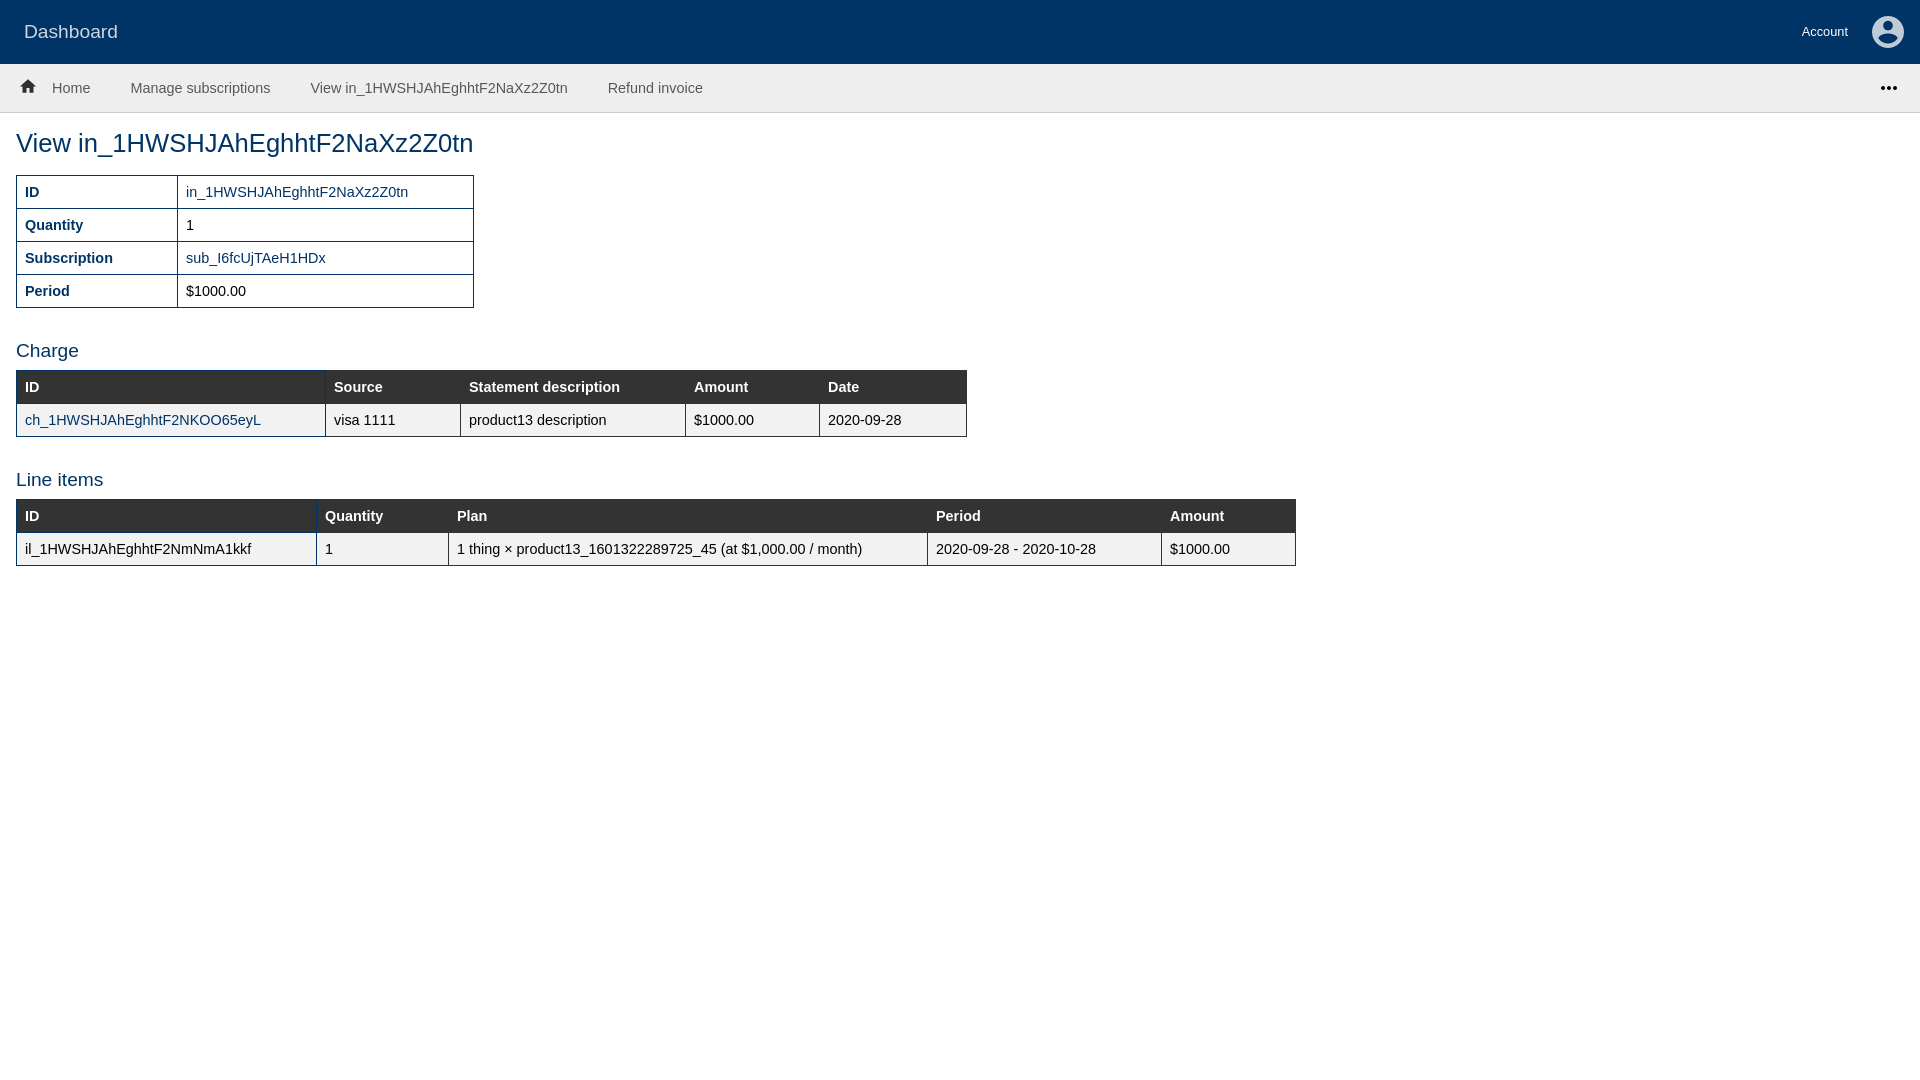 Dashboard
Account
Home Manage subscriptions View in_1HWSHJAhEghhtF2NaXz2Z0tn Refund invoice
View in_1HWSHJAhEghhtF2NaXz2Z0tn
ID in_1HWSHJAhEghhtF2NaXz2Z0tn
Quantity 1
Subscription sub_I6fcUjTAeH1HDx
Period $1000.00
Charge
ID Source Statement description Amount Date
ch_1HWSHJAhEghhtF2NKOO65eyL visa 1111 product13 description $1000.00 2020-09-28
Line items
ID Quantity Plan Period Amount
il_1HWSHJAhEghhtF2NmNmA1kkf 1 1 thing × product13_1601322289725_45 (at $1,000.00 / month) 2020-09-28 - 2020-10-28 $1000.00